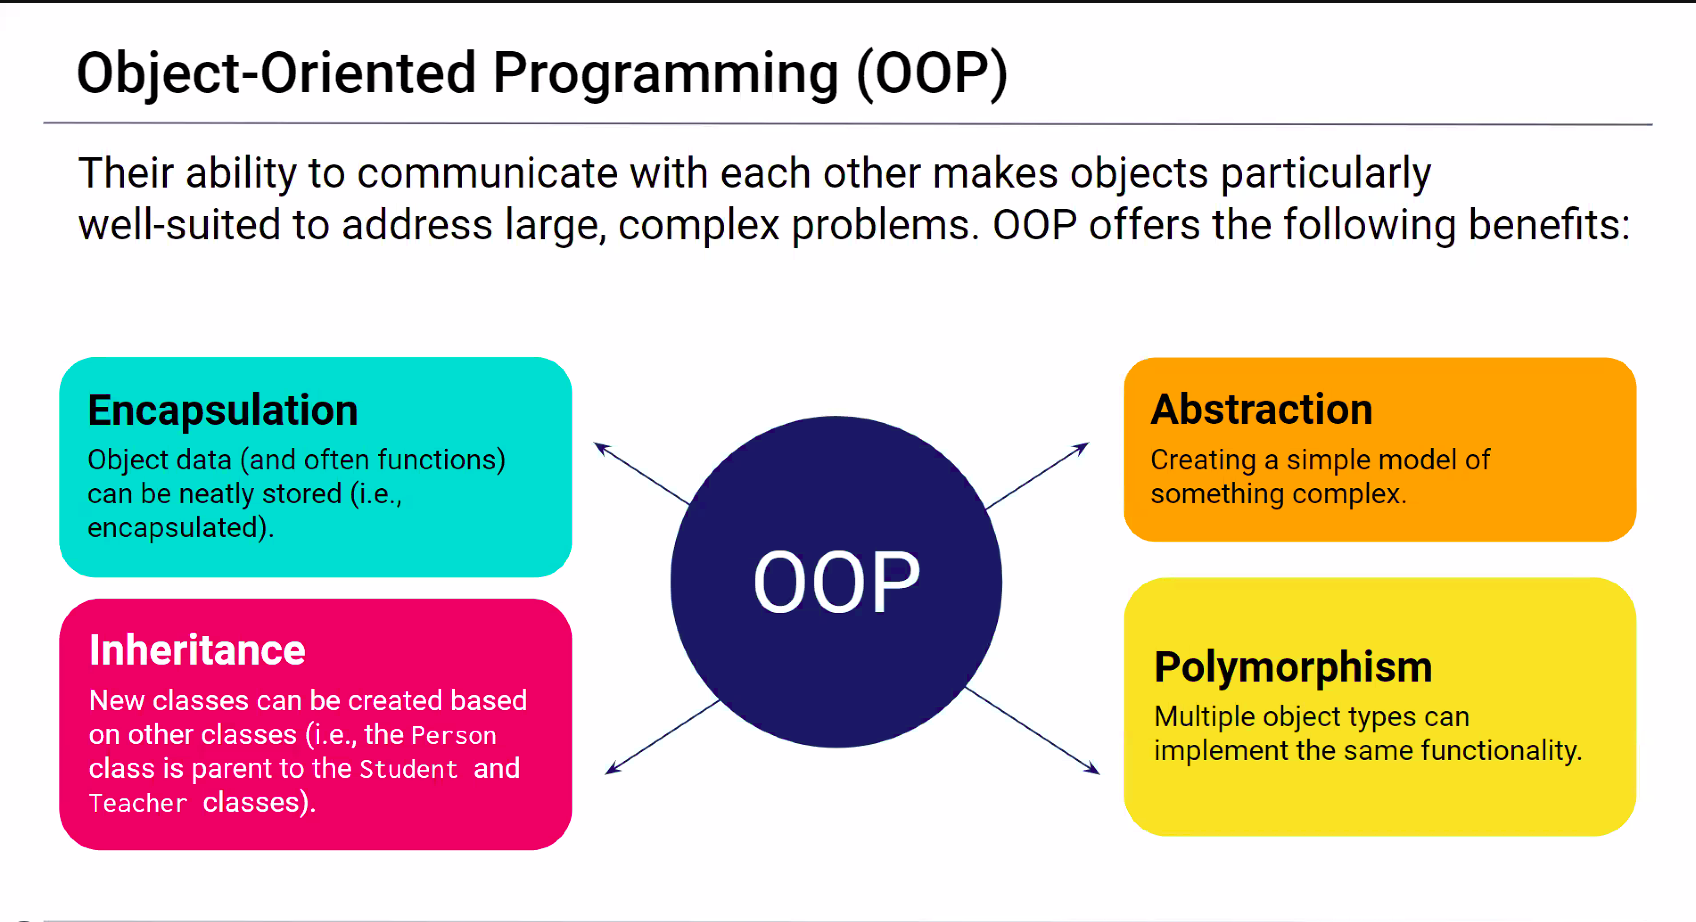 Object-Oriented Programming (OOP)
Their ability to communicate with each other makes objects particularly
well-suited to address large, complex problems. OOP offers the following benefits:
Encapsulation
Object data (and often functions)
can be neatly stored (i.e.,
encapsulated).
Inheritance
New classes can be created based
on other classes (i.e., the Person
class is parent to the Student and
Teacher classes).
OOP
Abstraction
Creating a simple model of
something complex.
Polymorphism
Multiple object types can
implement the same functionality.